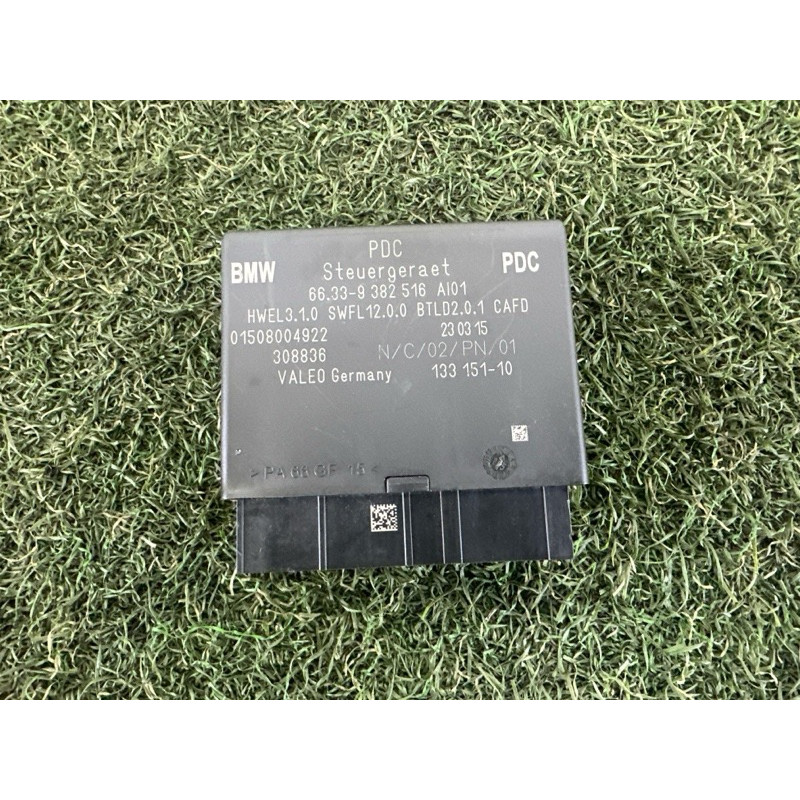 PDC
BMW Steuergeraet PDC
66.33-9 382 516 AI01
HWEL3.1.0 SWFL12.0.0 BTLD2.0.1 CAFD
01508004922 23 03 15
308836 N/C/02/PN/01
VALEO Germany 133 151-10
>PA 66 GF 15<